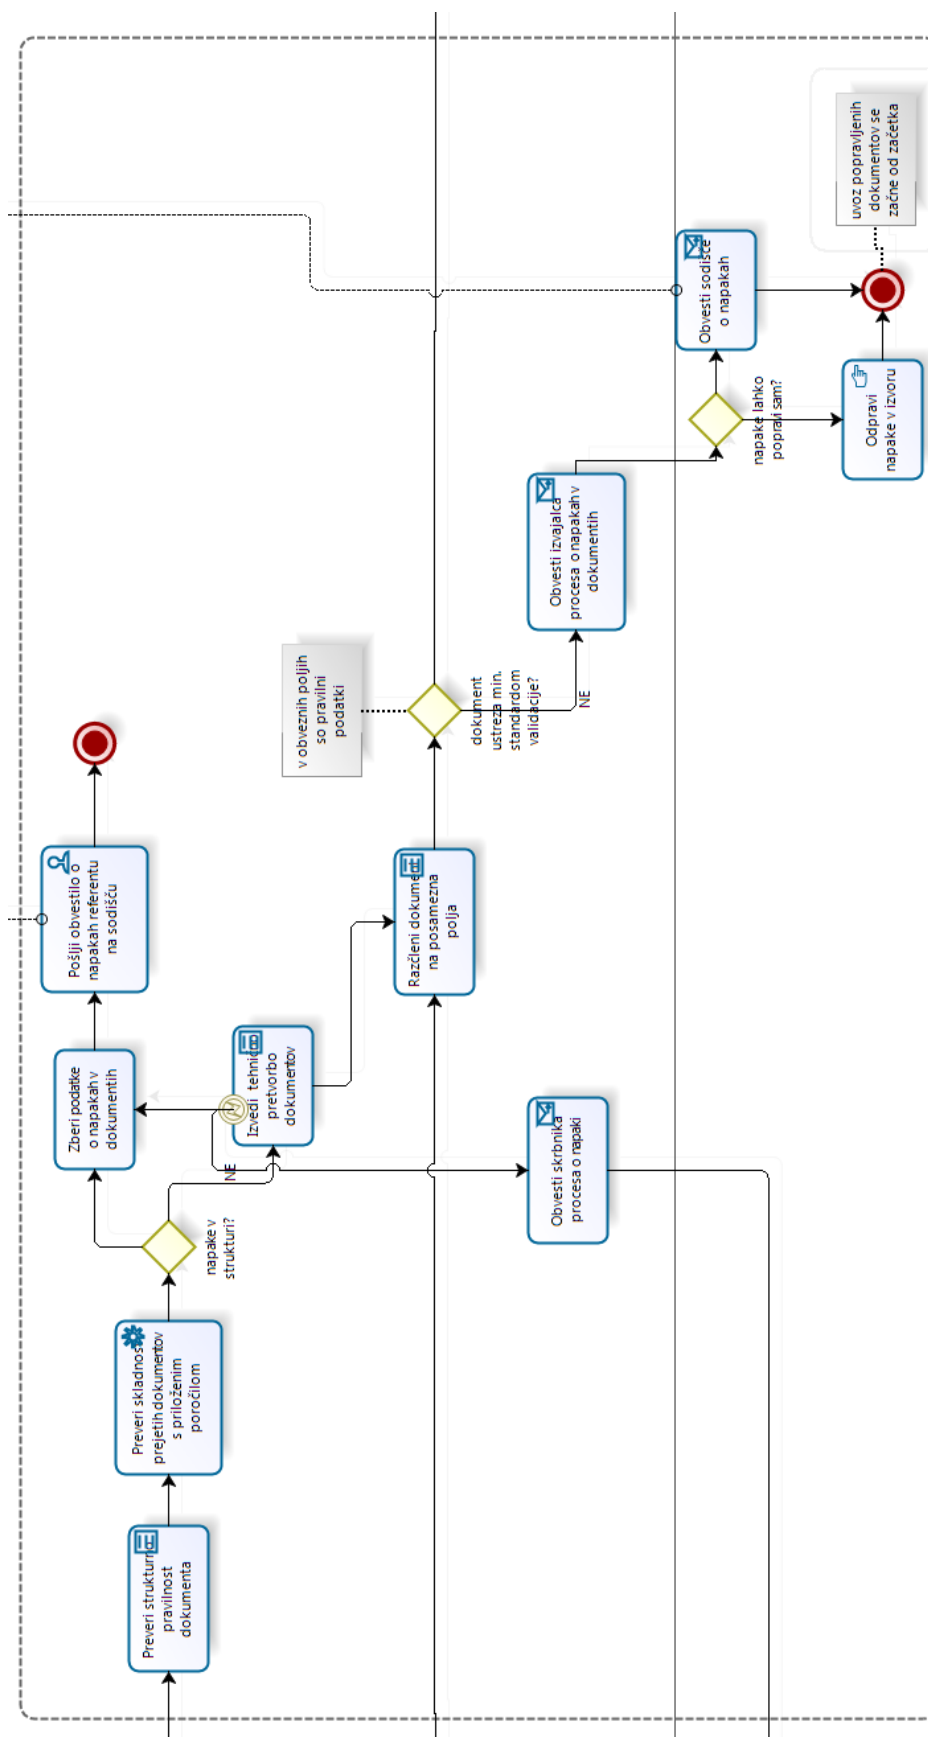 Preveri strukturno
pravilnost
dokumenta
Preveri skladnost
prejetih dokumentov
s priloženim
poročilom
napake v
strukturi?
NE
Zberi podatke
o napakah v
dokumentih
Pošlji obvestilo o
napakah referentu
na sodišču
Izvedi tehnično
pretvorbo
dokumentov
Obvesti skrbnika
procesa o napaki
Razčleni dokument
na posamezna
polja
v obveznih poljih
so pravilni
podatki
dokument
ustreza min.
standardom
validacije?
NE
Obvesti izvajalca
procesa o napakah v
dokumentih
napake lahko
popravi sam?
Obvesti sodišče
o napakah
Odpravi
napake v izvoru
uvoz popravljenih
dokumentov se
začne od začetka